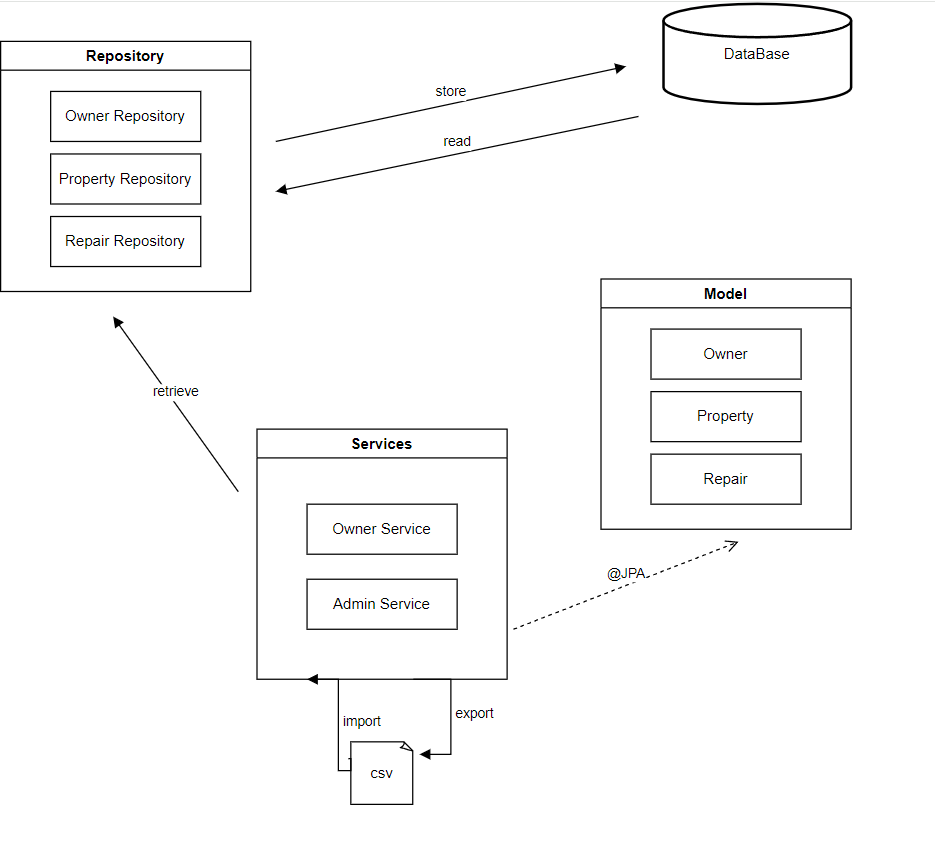 DataBase
Repository
Owner Repository
Property Repository
Repair Repository
store
read
Model
Owner
Property
Repair
retrieve
Services
Owner Service
Admin Service
@JPA
import
export
csv